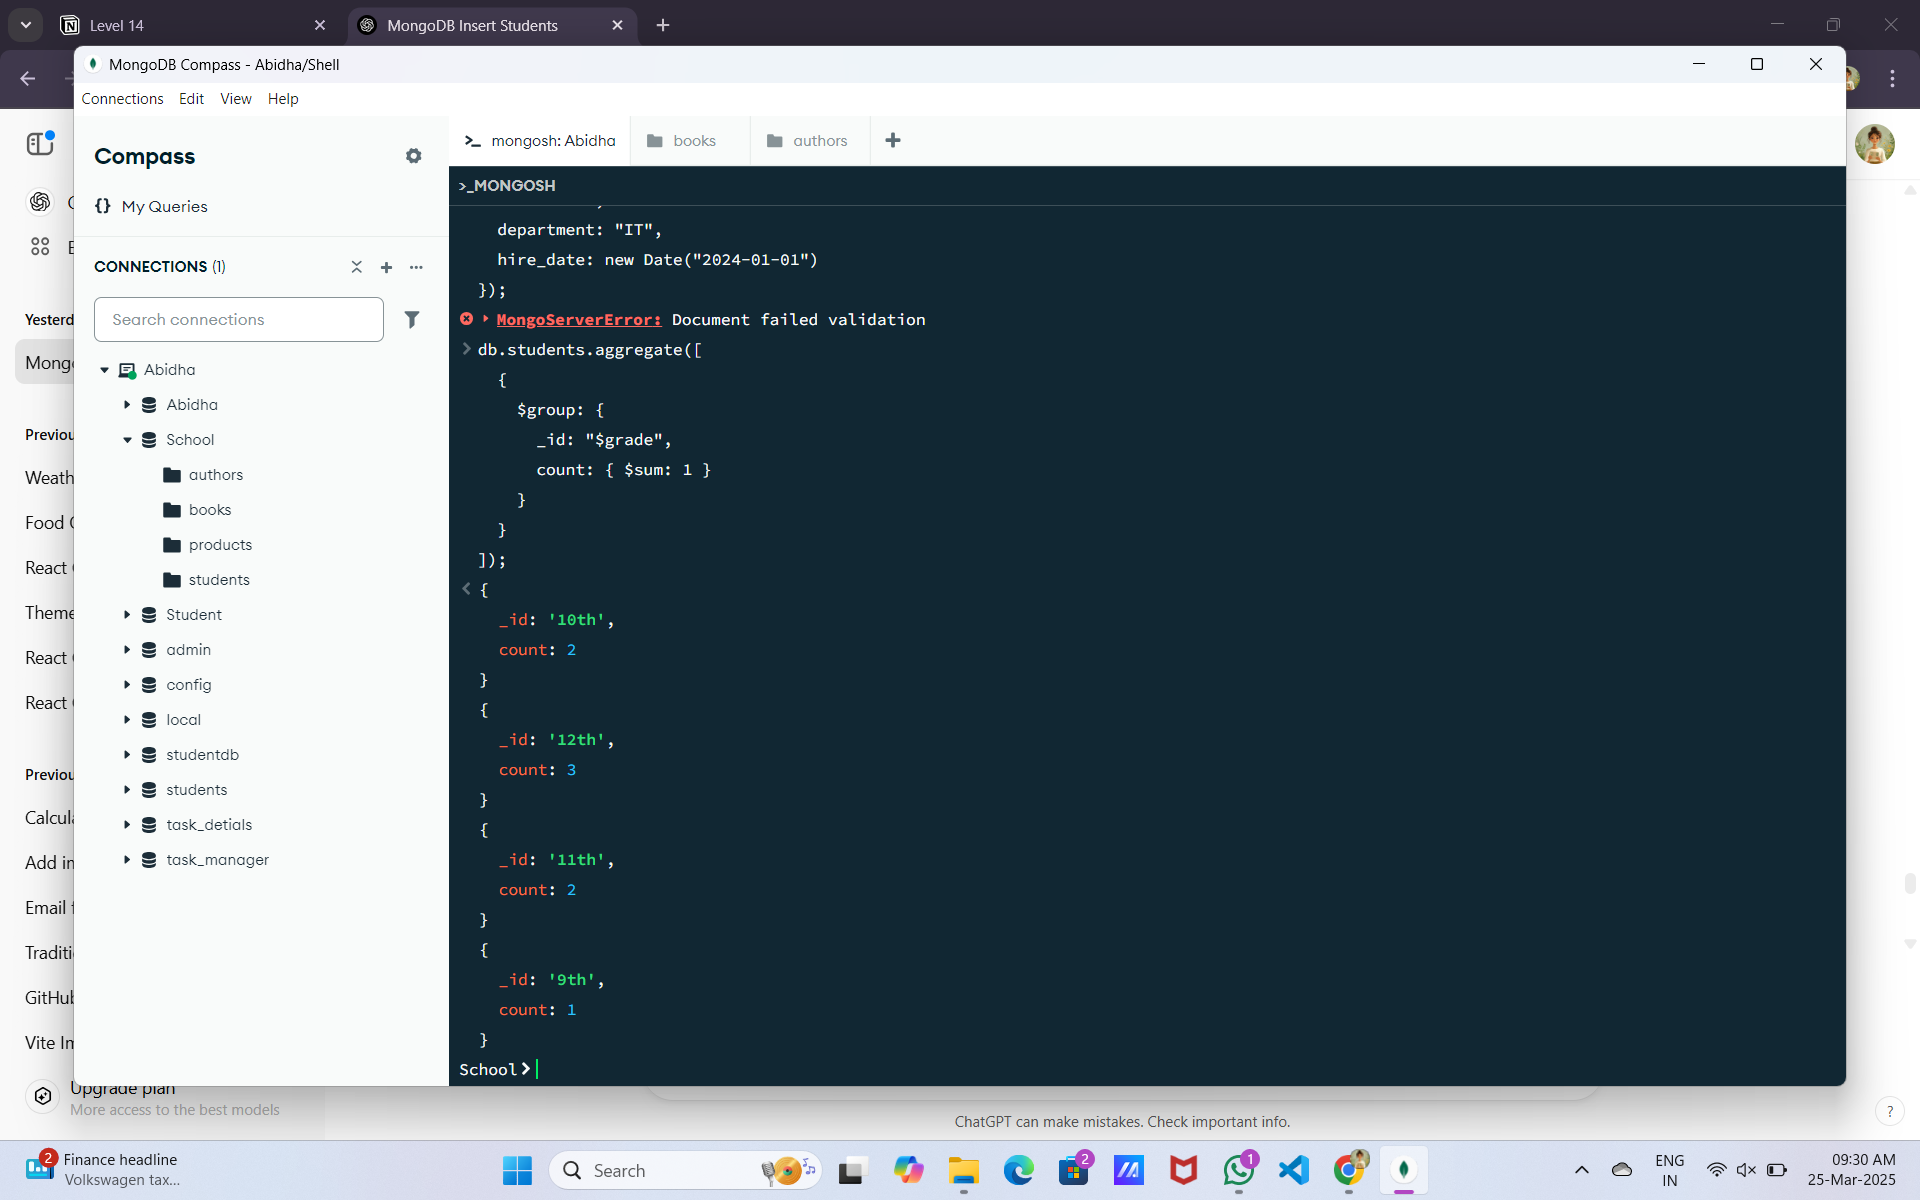 Level 14
MongoDB Insert Students
MongoDB Compass - Abidha/Shell
Connections Edit View Help
Compass
{} My Queries
CONNECTIONS (1)
Search connections
Abidha
Abidha
School
authors
books
products
students
Student
admin
config
local
studentdb
students
task_detials
task_manager
>_ mongosh: Abidha
books
authors
>_MONGOSH
department: "IT",
hire_date: new Date("2024-01-01")
});
MongoServerError: Document failed validation
db.students.aggregate([
{
$group: {
_id: "$grade",
count: { $sum: 1 }
}
}
]);
{
_id: '10th',
count: 2
}
{
_id: '12th',
count: 3
}
{
_id: '11th',
count: 2
}
{
_id: '9th',
count: 1
}
School>
Yesterd
Mong
Previou
Weath
Food
React
Theme
React
React
Previou
Calcula
Add in
Email
Traditi
GitHub
Vite In
Upgrade plan
More access to the best models
ChatGPT can make mistakes. Check important info.
?
2
Finance headline
Volkswagen tax...
Search
2
1
ENG
IN
09:30 AM
25-Mar-2025